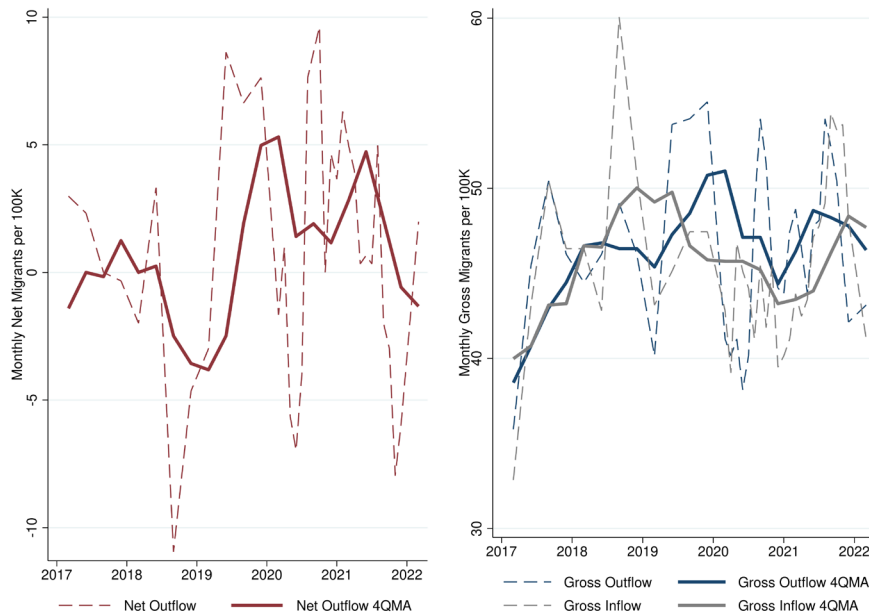 Monthly Net Migrants per 100K
10
5
0
-5
-10
2017 2018 2019 2020 2021 2022
Net Outflow Net Outflow 4QMA
Monthly Gross Migrants per 100K
60
50
40
30
2017 2018 2019 2020 2021 2022
Gross Outflow Gross Outflow 4QMA
Gross Inflow Gross Inflow 4QMA